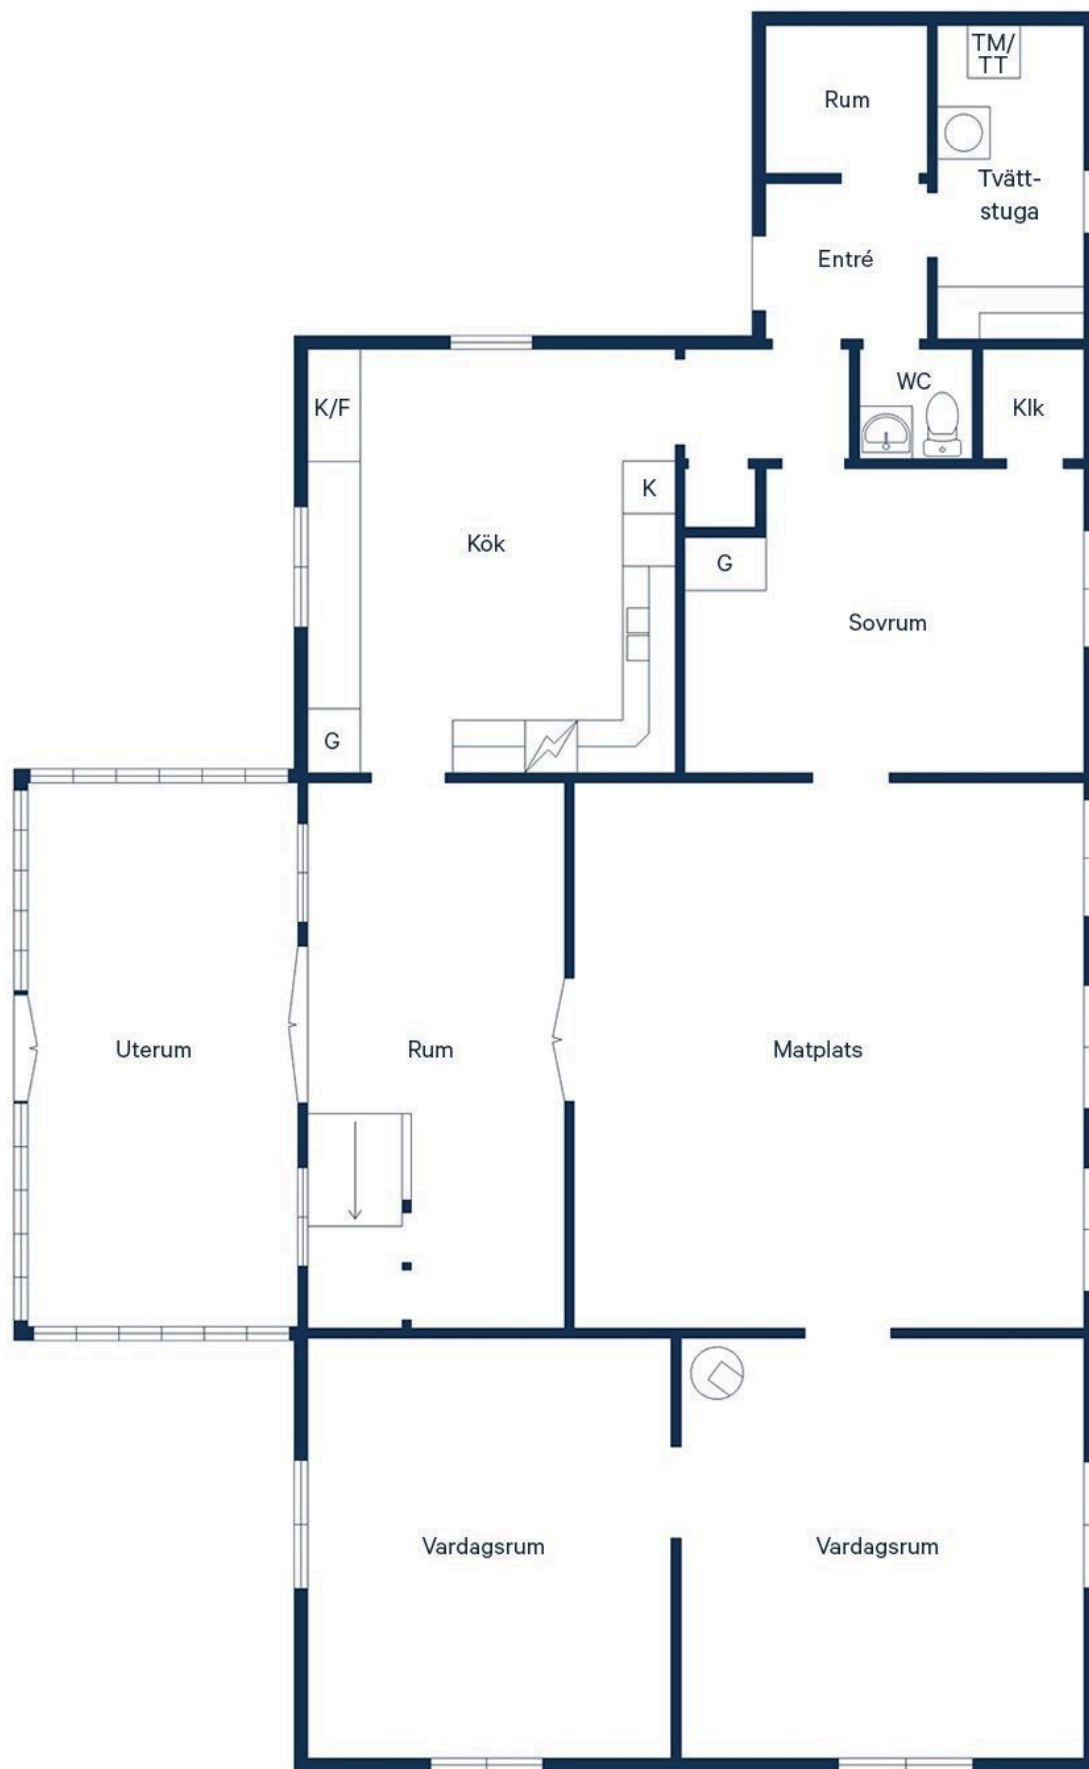 TM/
TT
Rum
Tvätt-
stuga
Entré
WC
K/F
Klk
K
Kök
G
Sovrum
G
Uterum
Rum
Matplats
Vardagsrum
Vardagsrum